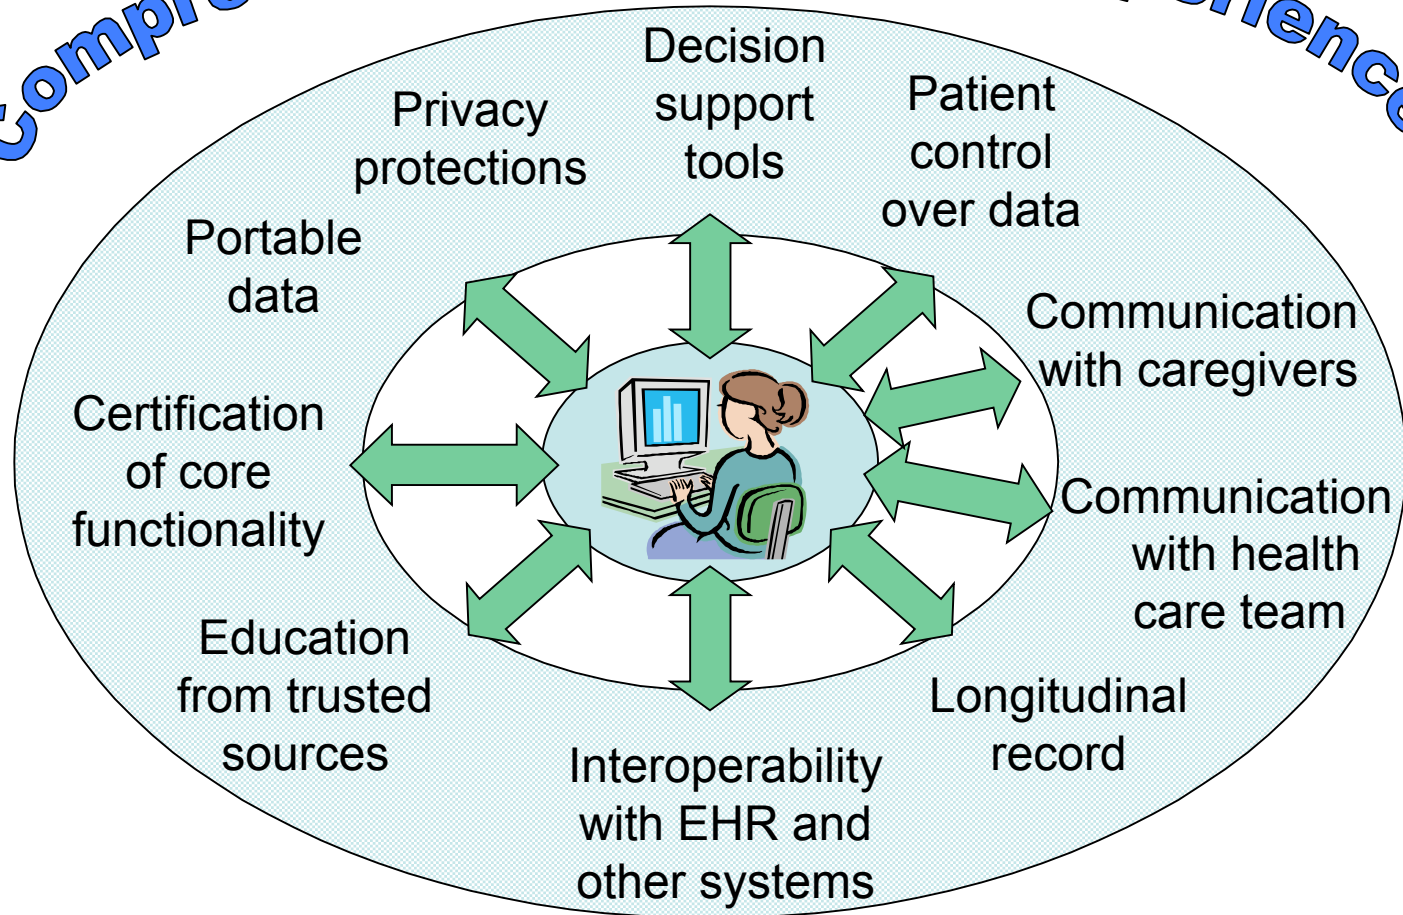 Decision
support
tools
Patient
control
over data
Communication
with caregivers
Communication
with health
care team
Longitudinal
record
Interoperability
with EHR and
other systems
Education
from trusted
sources
Certification
of core
functionality
Portable
data
Privacy
protections